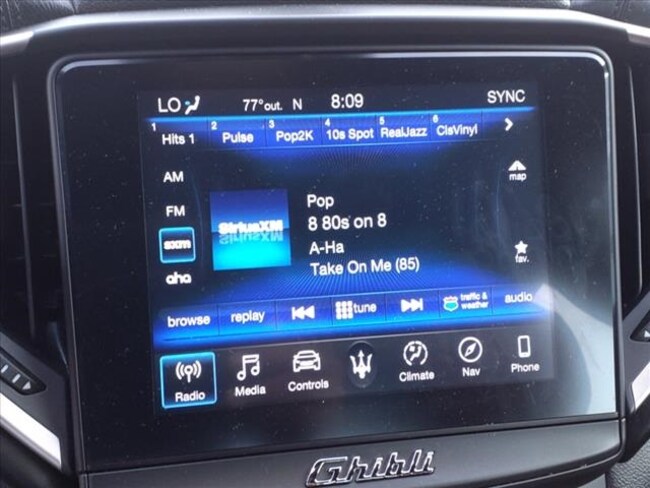 LO 77°out. N 8:09 SYNC
1 Hits 1 2 Pulse 3 Pop2K 4 10s Spot 5 RealJazz 6 ClsVinyl
AM
map
Pop
FM
SiriusXM
8 80s on 8
sxm
A-Ha
fav.
aha
Take On Me (85)
browse replay tune traffic & weather audio
Radio Media Controls Climate Nav Phone
Ghibli